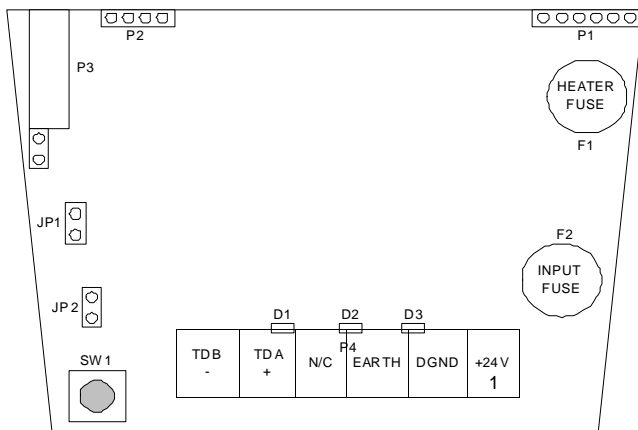 P2
P1
P3
HEATER
FUSE
F1
JP1
F2
INPUT
FUSE
JP2
D1 D2 D3
P4
TDB TDA N/C EARTH DGND +24V
- + 1
SW1